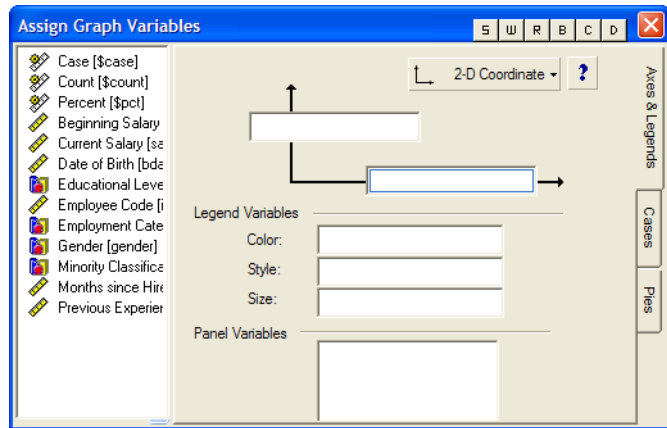 Assign Graph Variables
S W R B C D
Case [$case]
Count [$count]
Percent [$pct]
Beginning Salary
Current Salary [sa
Date of Birth [bda
Educational Leve
Employee Code [i
Employment Cate
Gender [gender]
Minority Classifica
Months since Hire
Previous Experier
2-D Coordinate
?
Legend Variables
Color:
Style:
Size:
Panel Variables
Axes & Legends
Cases
Pies